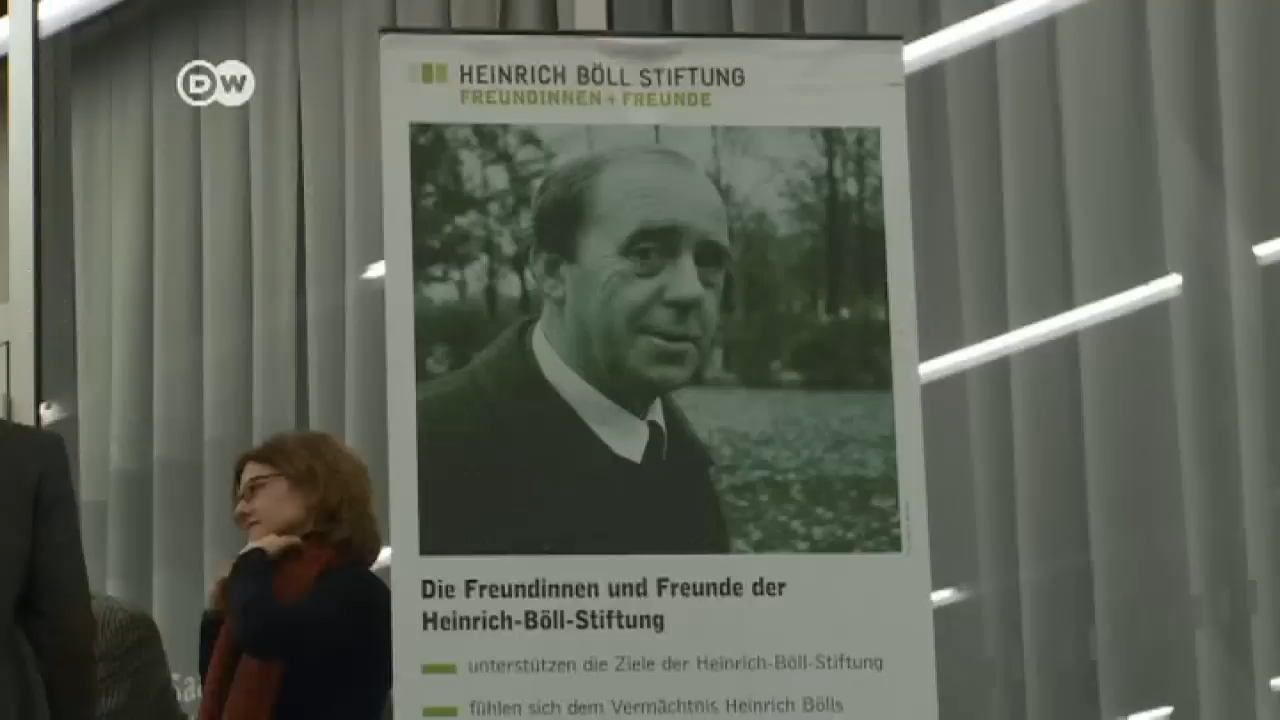 DW
HEINRICH BÖLL STIFTUNG
FREUNDINNEN + FREUNDE
Die Freundinnen und Freunde der
Heinrich-Böll-Stiftung
unterstützen die Ziele der Heinrich-Böll-Stiftung
fühlen sich dem Vermächtnis Heinrich Bölls